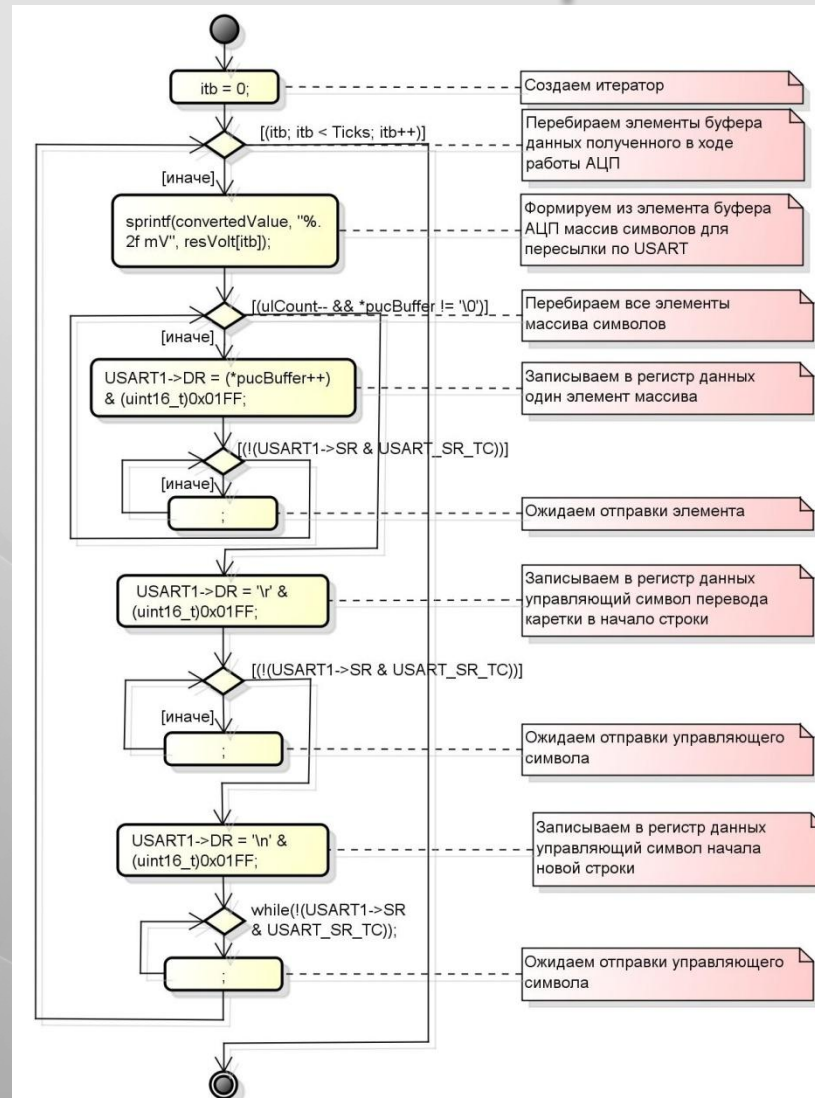 itb = 0;
Создаем итератор
[(itb; itb < Ticks; itb++)]
Перебираем элементы буфера
данных полученного в ходе
работы АЦП
[иначе]
sprintf(convertedValue, "%.
2f mV", resVolt[itb]);
Формируем из элемента буфера
АЦП массив символов для
пересылки по USART
[(ulCount-- && *pucBuffer != '\0')]
Перебираем все элементы
массива символов
[иначе]
USART1->DR = (*pucBuffer++)
& (uint16_t)0x01FF;
Записываем в регистр данных
один элемент массива
[(!(USART1->SR & USART_SR_TC))]
[иначе]
;
Ожидаем отправки элемента
USART1->DR = '\r' &
(uint16_t)0x01FF;
Записываем в регистр данных
управляющий символ перевода
каретки в начало строки
[(!(USART1->SR & USART_SR_TC))]
[иначе]
;
Ожидаем отправки управляющего
символа
USART1->DR = '\n' &
(uint16_t)0x01FF;
Записываем в регистр данных
управляющий символ начала
новой строки
while(!(USART1->SR
& USART_SR_TC));
;
Ожидаем отправки управляющего
символа